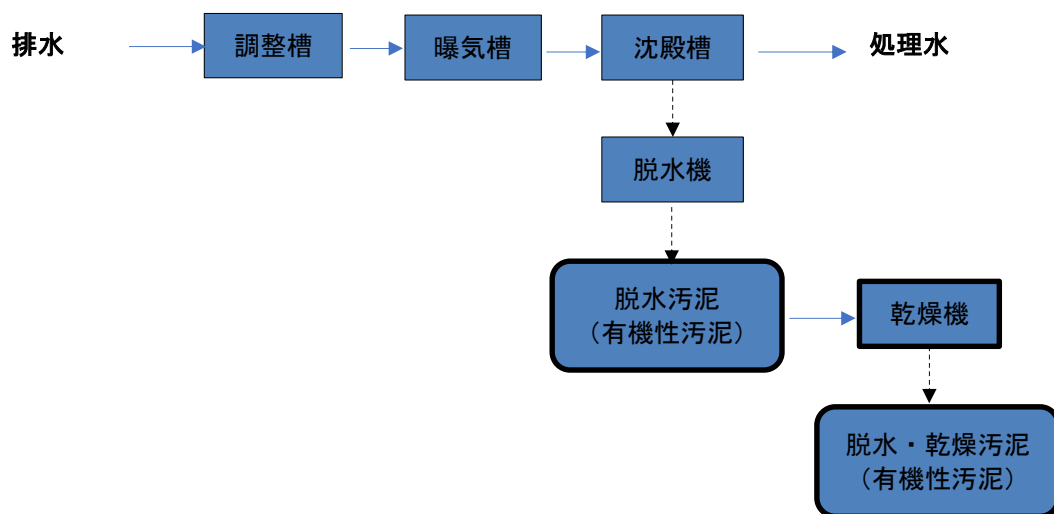 排水
調整槽
曝気槽
沈殿槽
処理水
脱水機
脱水汚泥
（有機性汚泥）
乾燥機
脱水・乾燥汚泥
（有機性汚泥）